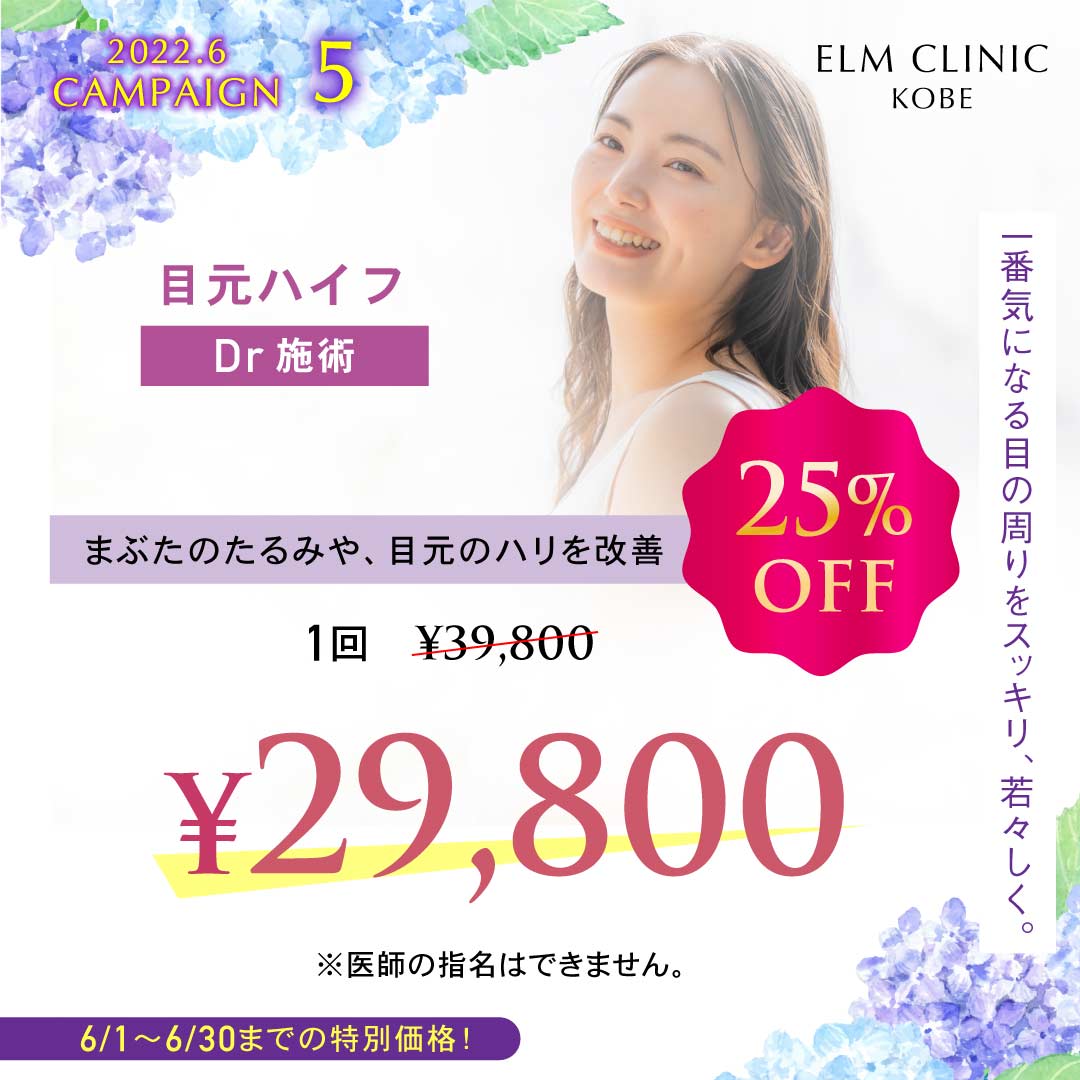 2022.6
CAMPAIGN 5
ELM CLINIC
KOBE
目元ハイフ
Dr 施術
一番気になる目の周りをスッキリ、若々しく。
25%
OFF
まぶたのたるみや、目元のハリを改善
1回 ¥39,800
¥29,800
※医師の指名はできません。
6/1～6/30までの特別価格！